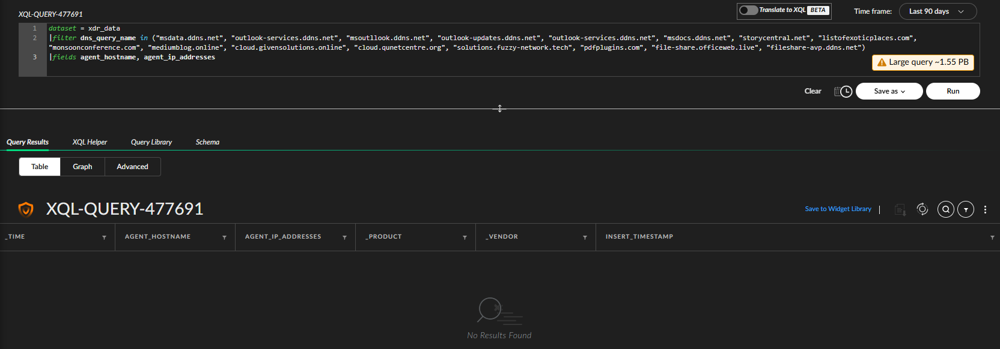 XQL-QUERY-477691
Translate to XQL BETA
Time frame:
Last 90 days
1 dataset = xdr_data
2 |filter dns_query_name in ("msdata.ddns.net", "outlook-services.ddns.net", "msoutllook.ddns.net", "outlook-updates.ddns.net", "outlook-services.ddns.net", "msdocs.ddns.net", "storycentral.net", "listofexoticplaces.com",
"monsoonconference.com", "mediumblog.online", "cloud.givensolutions.online", "cloud.qunetcentre.org", "solutions.fuzzy-network.tech", "pdfplugins.com", "file-share.officeweb.live", "fileshare-avp.ddns.net")
3 |fields agent_hostname, agent_ip_addresses
Large query ~1.55 PB
Clear
Save as
Run
Query Results XQL Helper Query Library Schema
Table Graph Advanced
XQL-QUERY-477691
Save to Widget Library
_TIME AGENT_HOSTNAME AGENT_IP_ADDRESSES _PRODUCT _VENDOR INSERT_TIMESTAMP
No Results Found